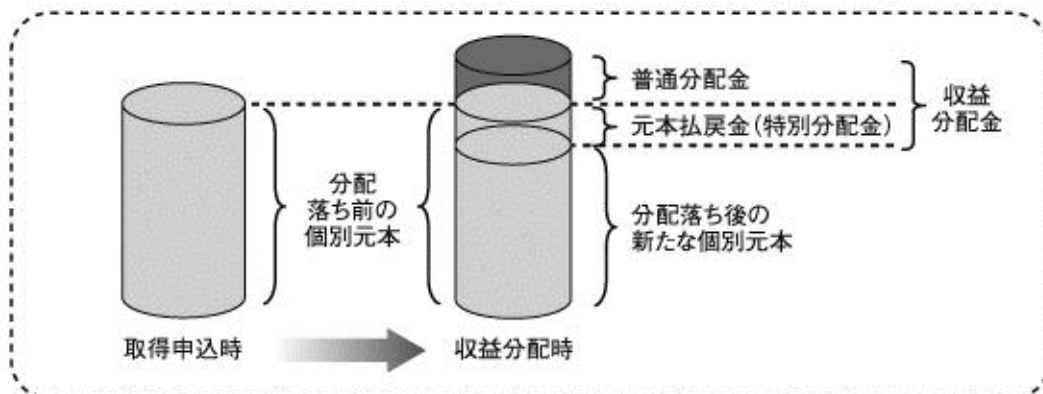 普通分配金
元本払戻金(特別分配金)
収益
分配金
分配
落ち前の
個別元本
分配落ち後の
新たな個別元本
取得申込時
収益分配時